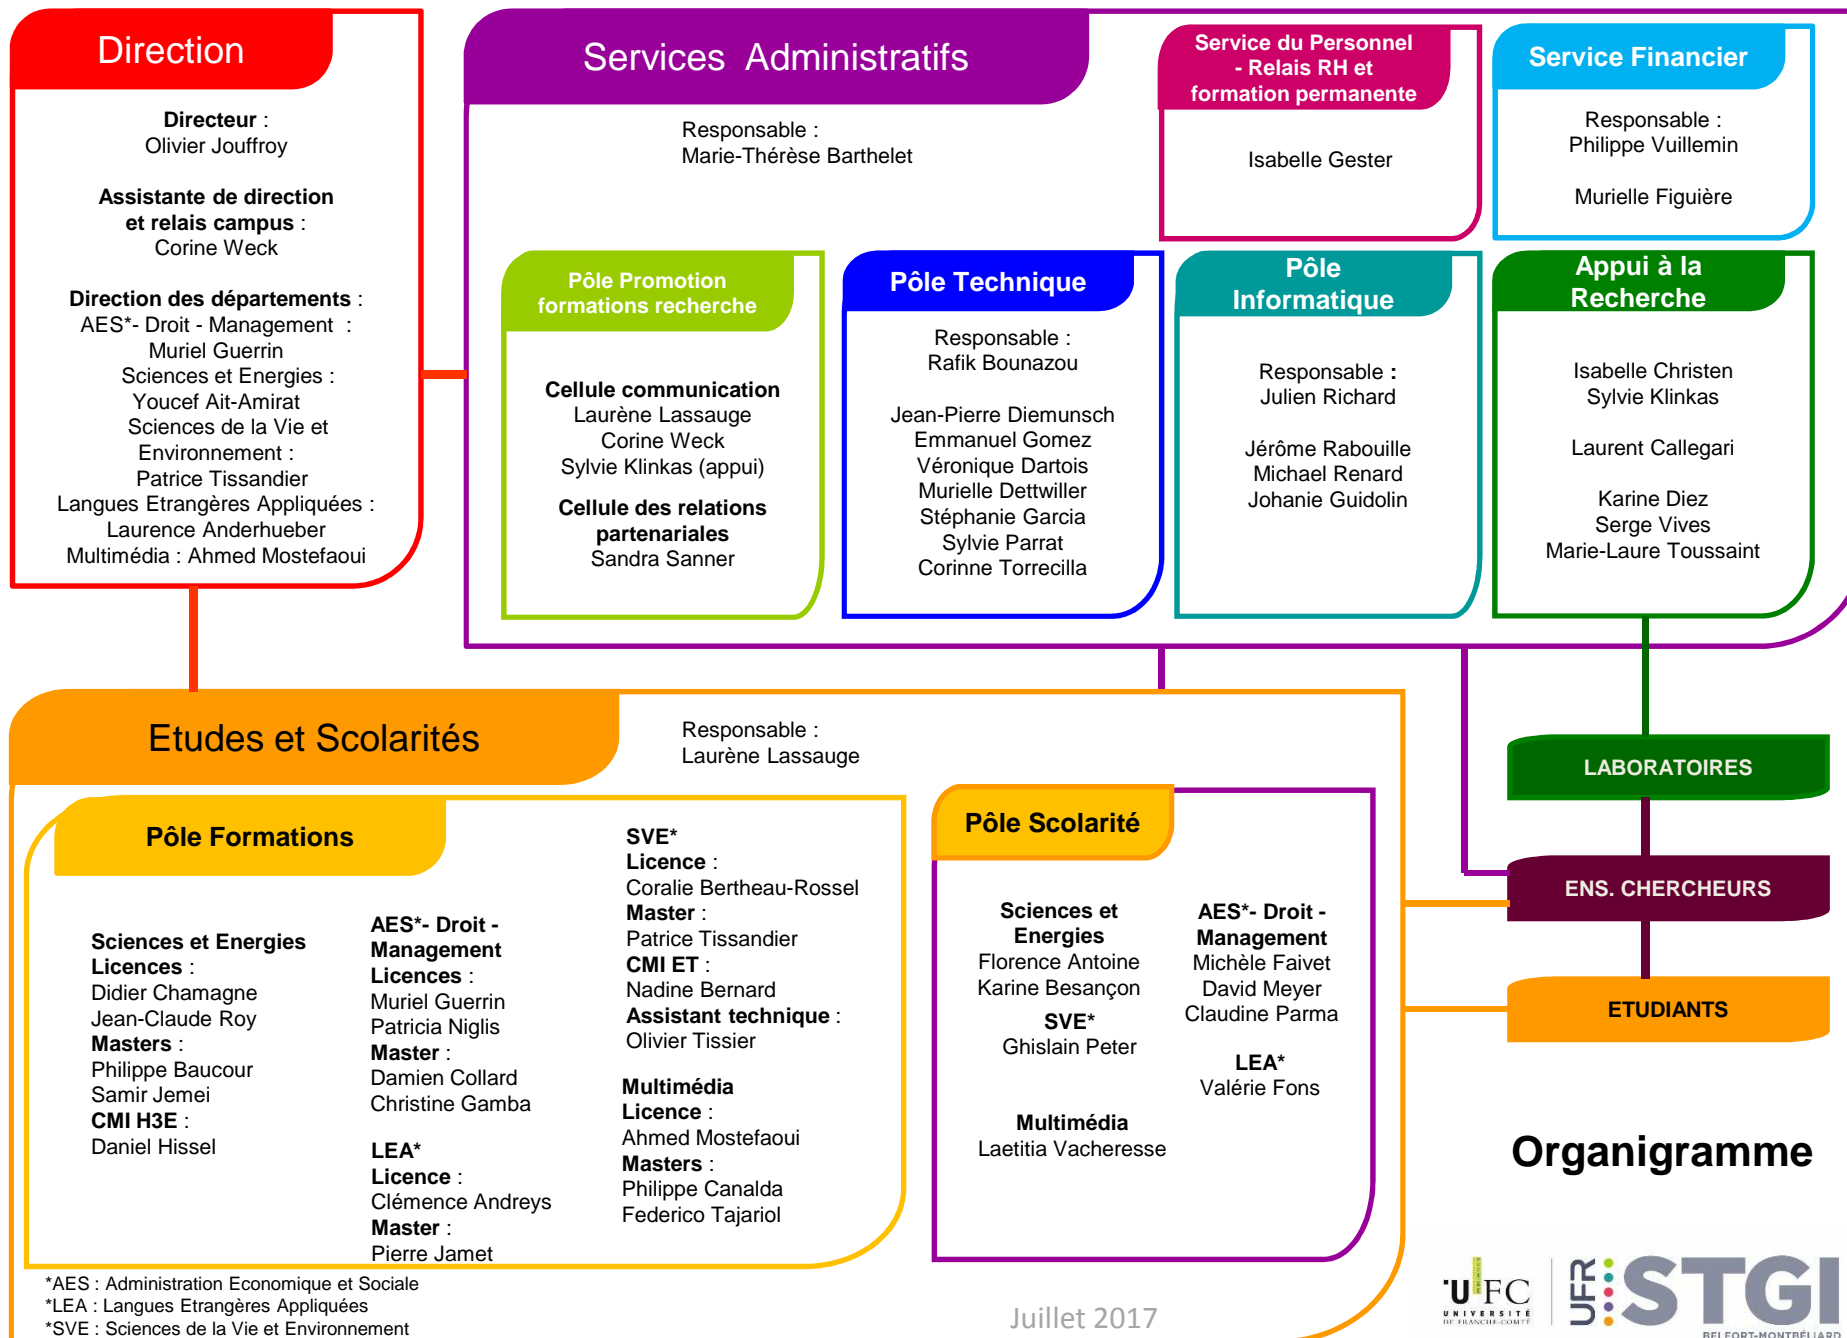 Direction
Directeur :
Olivier Jouffroy
Assistante de direction
et relais campus :
Corine Weck
Direction des départements :
AES*- Droit - Management :
Muriel Guerrin
Sciences et Energies :
Youcef Ait-Amirat
Sciences de la Vie et
Environnement :
Patrice Tissandier
Langues Etrangères Appliquées :
Laurence Anderhueber
Multimédia : Ahmed Mostefaoui
Services Administratifs
Responsable :
Marie-Thérèse Barthelet
Service du Personnel
- Relais RH et
formation permanente
Isabelle Gester
Service Financier
Responsable :
Philippe Vuillemin
Murielle Figuière
Pôle Promotion
formations recherche
Cellule communication
Laurène Lassauge
Corine Weck
Sylvie Klinkas (appui)
Cellule des relations
partenariales
Sandra Sanner
Pôle Technique
Responsable :
Rafik Bounazou
Jean-Pierre Diemunsch
Emmanuel Gomez
Véronique Dartois
Murielle Dettwiller
Stéphanie Garcia
Sylvie Parrat
Corinne Torrecilla
Pôle
Informatique
Responsable :
Julien Richard
Jérôme Rabouille
Michael Renard
Johanie Guidolin
Appui à la
Recherche
Isabelle Christen
Sylvie Klinkas
Laurent Callegari
Karine Diez
Serge Vives
Marie-Laure Toussaint
Etudes et Scolarités
Responsable :
Laurène Lassauge
Pôle Formations
Sciences et Energies
Licences :
Didier Chamagne
Jean-Claude Roy
Masters :
Philippe Baucour
Samir Jemei
CMI H3E :
Daniel Hissel
AES*- Droit -
Management
Licences :
Muriel Guerrin
Patricia Niglis
Master :
Damien Collard
Christine Gamba
LEA*
Licence :
Clémence Andreys
Master :
Pierre Jamet
SVE*
Licence :
Coralie Bertheau-Rossel
Master :
Patrice Tissandier
CMI ET :
Nadine Bernard
Assistant technique :
Olivier Tissier
Multimédia
Licence :
Ahmed Mostefaoui
Masters :
Philippe Canalda
Federico Tajariol
Pôle Scolarité
Sciences et
Energies
Florence Antoine
Karine Besançon
SVE*
Ghislain Peter
Multimédia
Laetitia Vacheresse
AES*- Droit -
Management
Michèle Faivet
David Meyer
Claudine Parma
LEA*
Valérie Fons
LABORATOIRES
ENS. CHERCHEURS
ETUDIANTS
Organigramme
*AES : Administration Economique et Sociale
*LEA : Langues Etrangères Appliquées
*SVE : Sciences de la Vie et Environnement
Juillet 2017
UFC
UNIVERSITÉ
DE FRANCHE-COMTÉ
UFR
STGI
BELFORT-MONTBÉLIARD